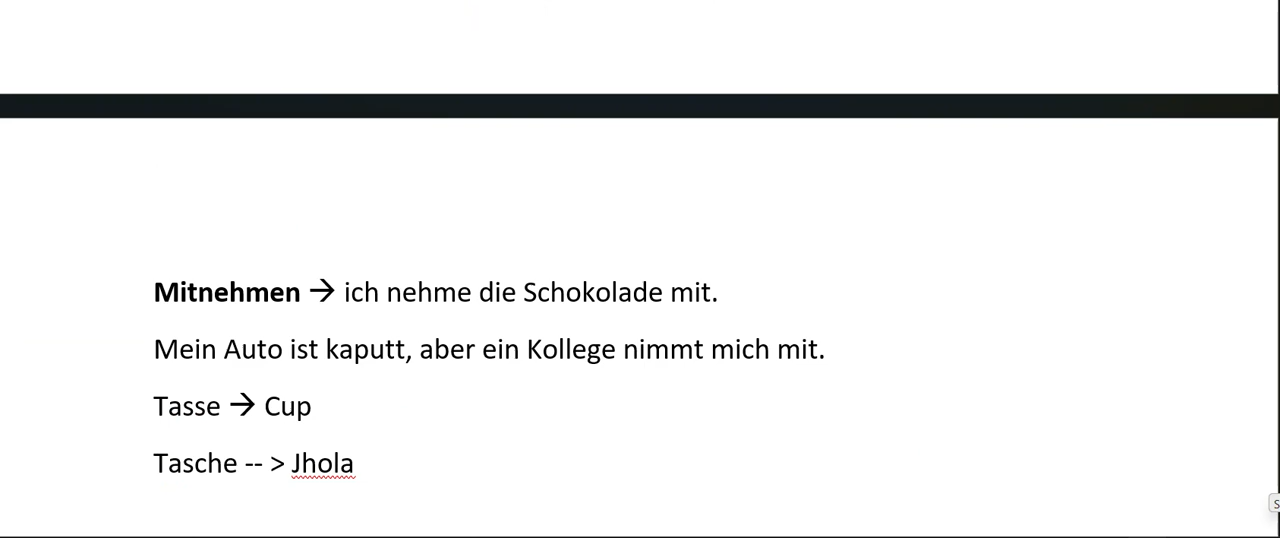 Mitnehmen → ich nehme die Schokolade mit.
Mein Auto ist kaputt, aber ein Kollege nimmt mich mit.
Tasse → Cup
Tasche -- > Jhola
S